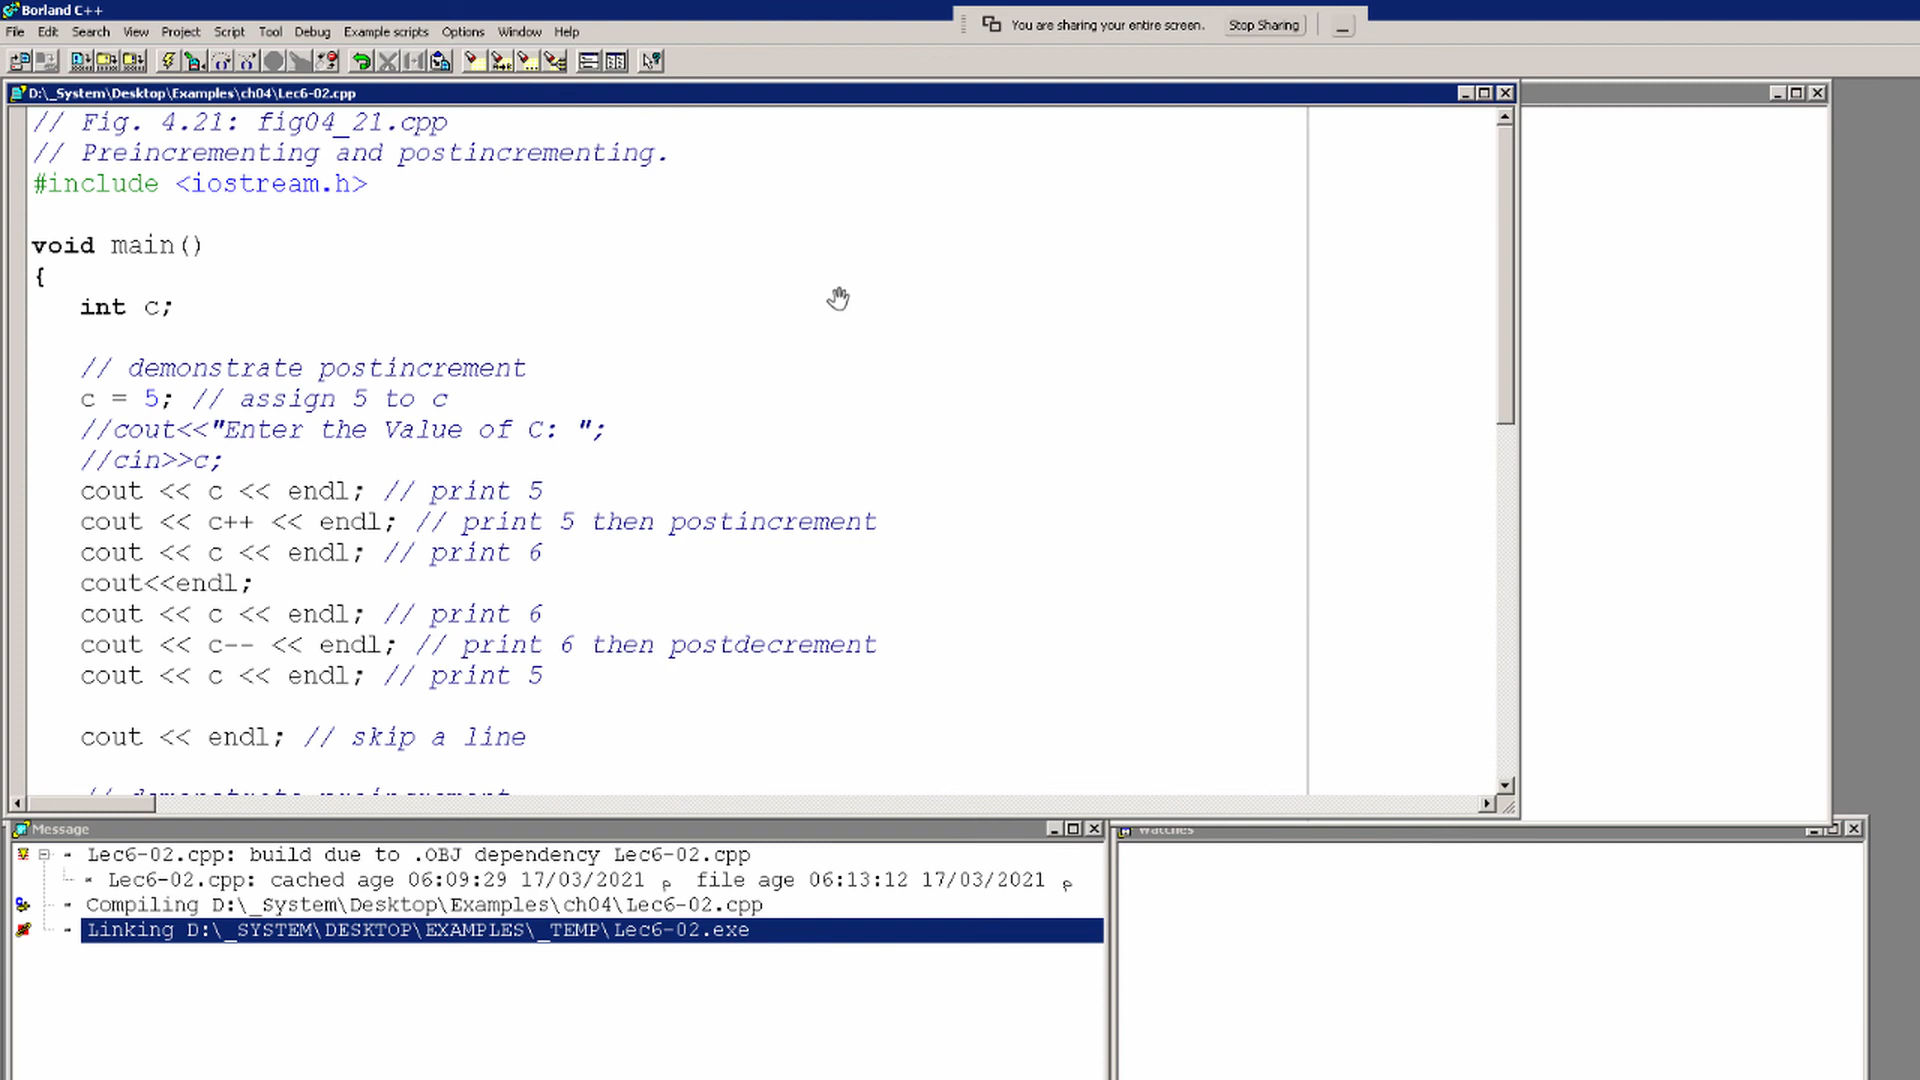 Borland C++
You are sharing your entire screen. Stop Sharing
File Edit Search View Project Script Tool Debug Example scripts Options Window Help
D:\_System\Desktop\Examples\ch04\Lec6-02.cpp
// Fig. 4.21: fig04_21.cpp
// Preincrementing and postincrementing.
#include <iostream.h>
void main()
{
int c;
// demonstrate postincrement
c = 5; // assign 5 to c
//cout<<"Enter the Value of C: ";
//cin>>c;
cout << c << endl; // print 5
cout << c++ << endl; // print 5 then postincrement
cout << c << endl; // print 6
cout<<endl;
cout << c << endl; // print 6
cout << c-- << endl; // print 6 then postdecrement
cout << c << endl; // print 5
cout << endl; // skip a line
// demonstrate preincrement
Message
Lec6-02.cpp: build due to .OBJ dependency Lec6-02.cpp
Lec6-02.cpp: cached age 06:09:29 17/03/2021 م file age 06:13:12 17/03/2021 م
Compiling D:\_System\Desktop\Examples\ch04\Lec6-02.cpp
Linking D:\_SYSTEM\DESKTOP\EXAMPLES\_TEMP\Lec6-02.exe
Watches